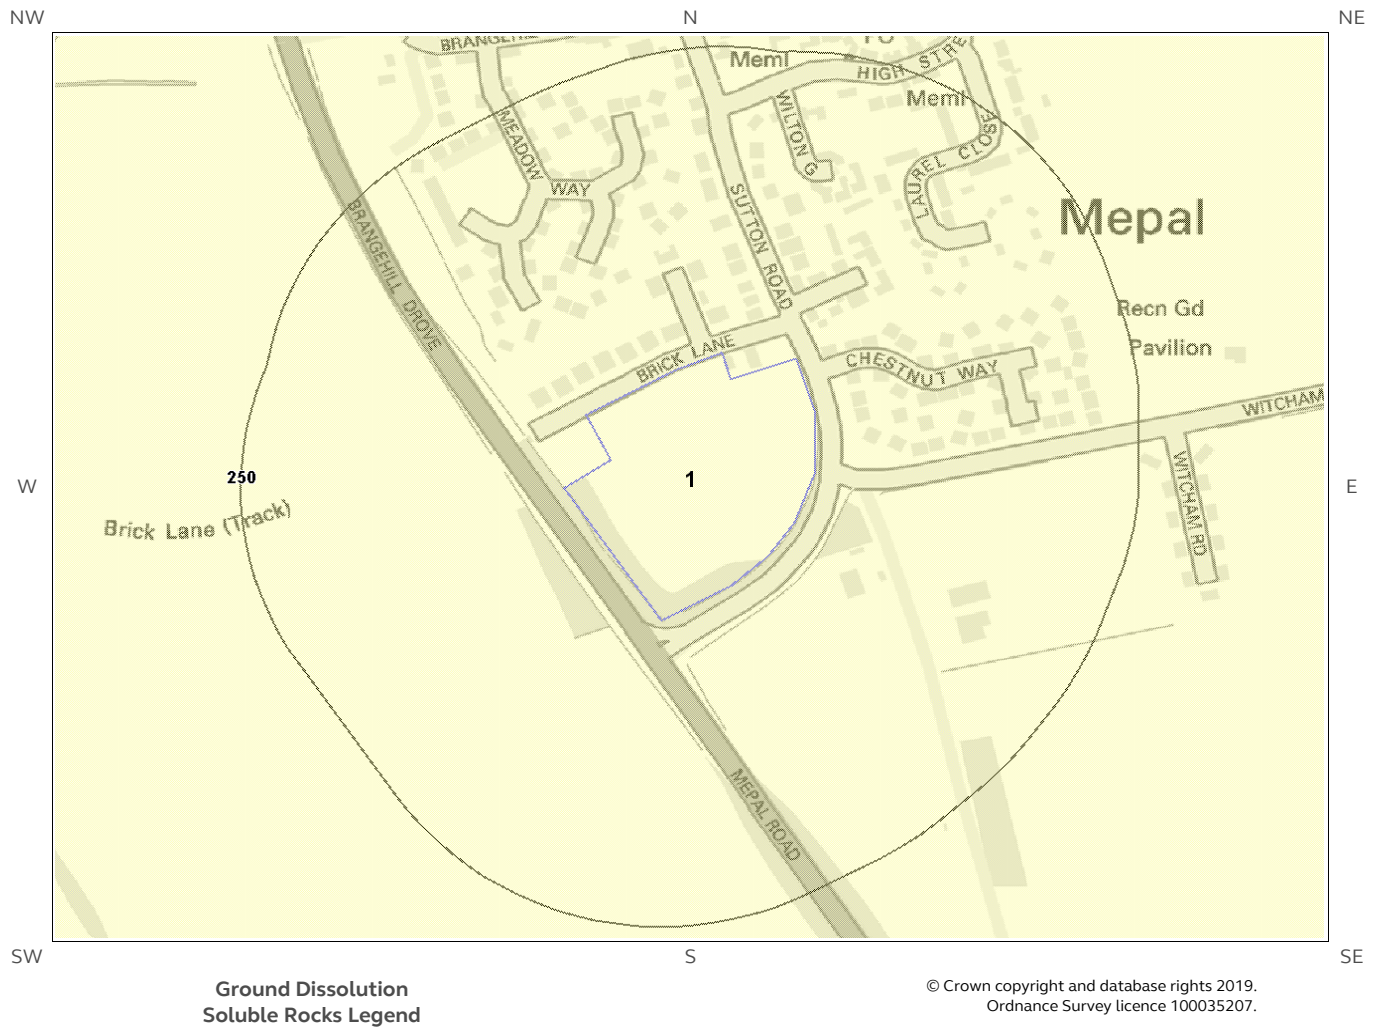 NW
N
NE
BRANGEHI
Meml
HIGH STRE
Meml
MEADOW
WAY
WILTON G
LAUREL CLOSE
BRANGEHILL DROVE
SUTTON ROAD
Mepal
Recn Gd
Pavilion
BRICK LANE
CHESTNUT WAY
WITCHAM
W
250
1
E
WITCHAM RD
Brick Lane (Track)
MEPAL ROAD
SW
S
SE
Ground Dissolution
Soluble Rocks Legend
© Crown copyright and database rights 2019.
Ordnance Survey licence 100035207.